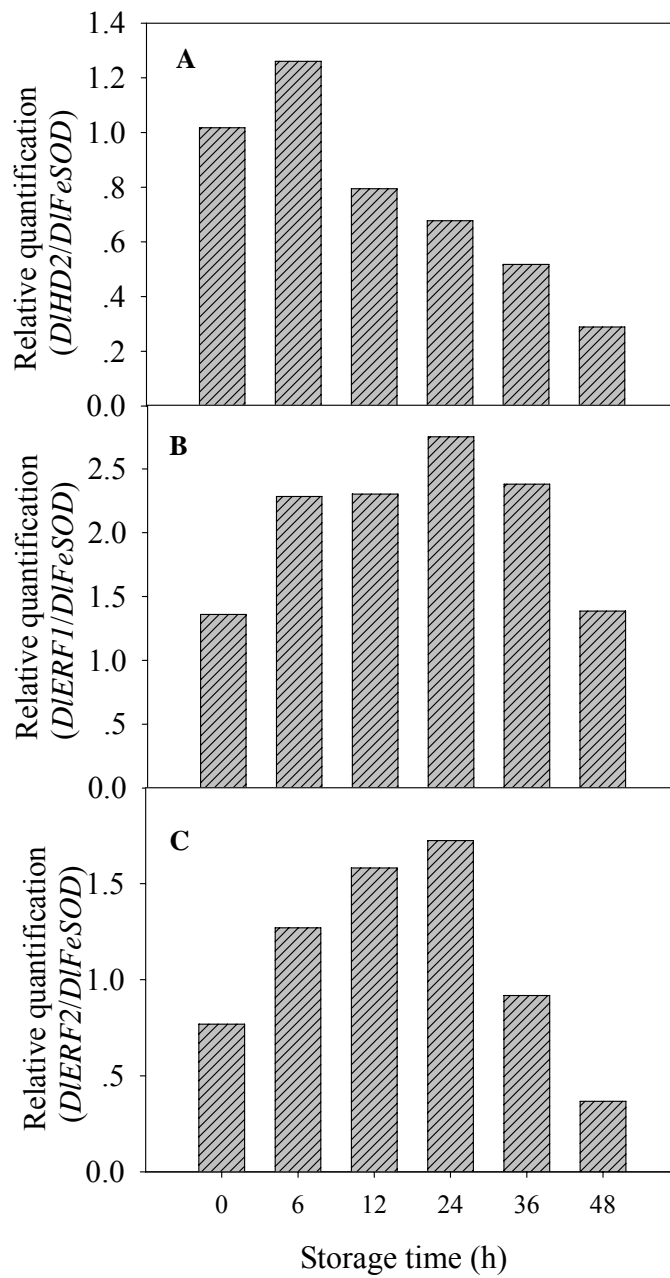 A
Relative quantification
(DlHD2/DlFeSOD)
1.4
1.2
1.0
.8
.6
.4
.2
0.0
B
Relative quantification
(DlERF1/DlFeSOD)
2.5
2.0
1.5
1.0
.5
0.0
C
Relative quantification
(DlERF2/DlFeSOD)
1.5
1.0
.5
0.0
0 6 12 24 36 48
Storage time (h)